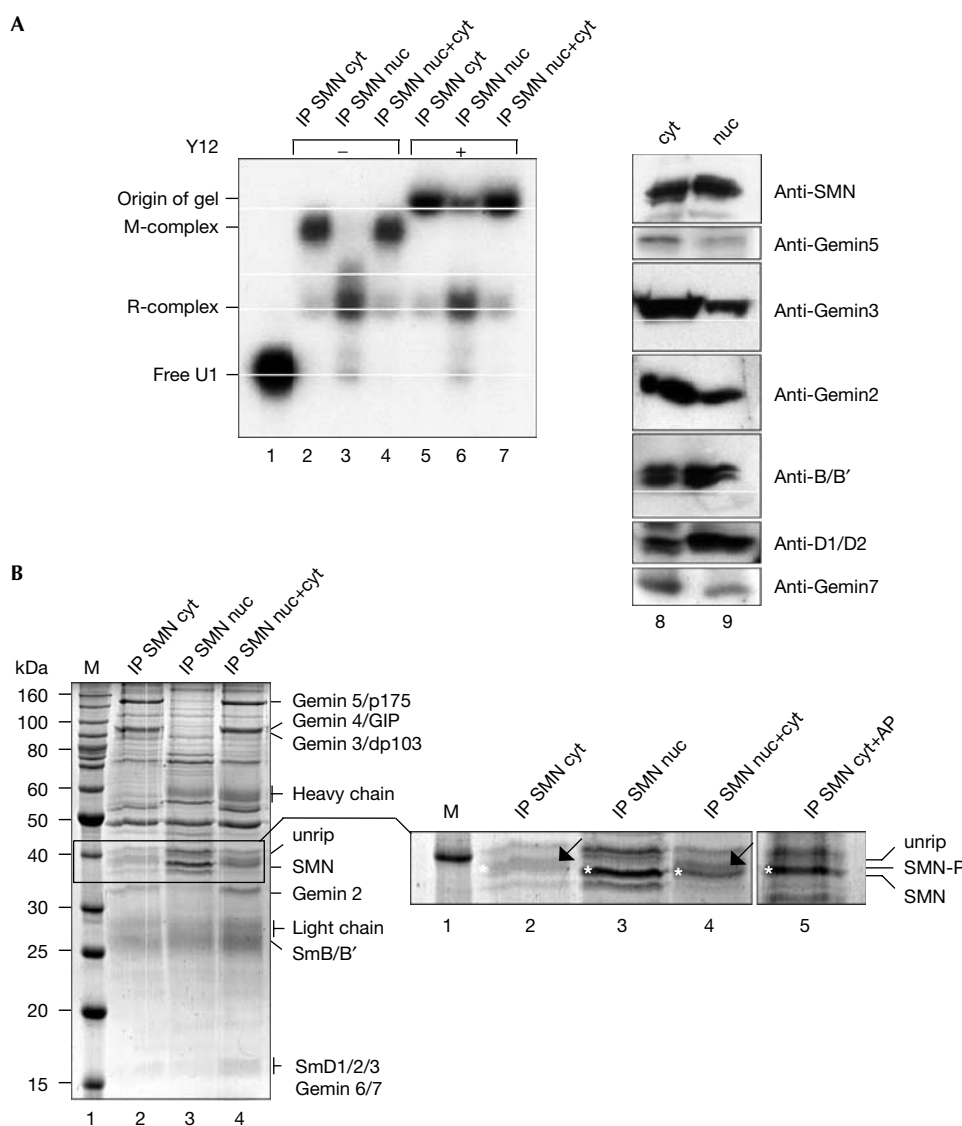 A
IP SMN cyt
IP SMN nuc
IP SMN nuc+cyt
IP SMN cyt
IP SMN nuc
IP SMN nuc+cyt
Y12 – +
Origin of gel
M-complex
R-complex
Free U1
1 2 3 4 5 6 7
cyt nuc
Anti-SMN
Anti-Gemin5
Anti-Gemin3
Anti-Gemin2
Anti-B/B′
Anti-D1/D2
Anti-Gemin7
8 9
B
IP SMN cyt
IP SMN nuc
IP SMN nuc+cyt
kDa M
160
100
80
60
50
40
30
25
20
15
Gemin 5/p175
Gemin 4/GIP
Gemin 3/dp103
Heavy chain
unrip
SMN
Gemin 2
Light chain
SmB/B′
SmD1/2/3
Gemin 6/7
1 2 3 4
M
IP SMN cyt
IP SMN nuc
IP SMN nuc+cyt
IP SMN cyt+AP
* * * *
unrip
SMN-P
SMN
1 2 3 4 5